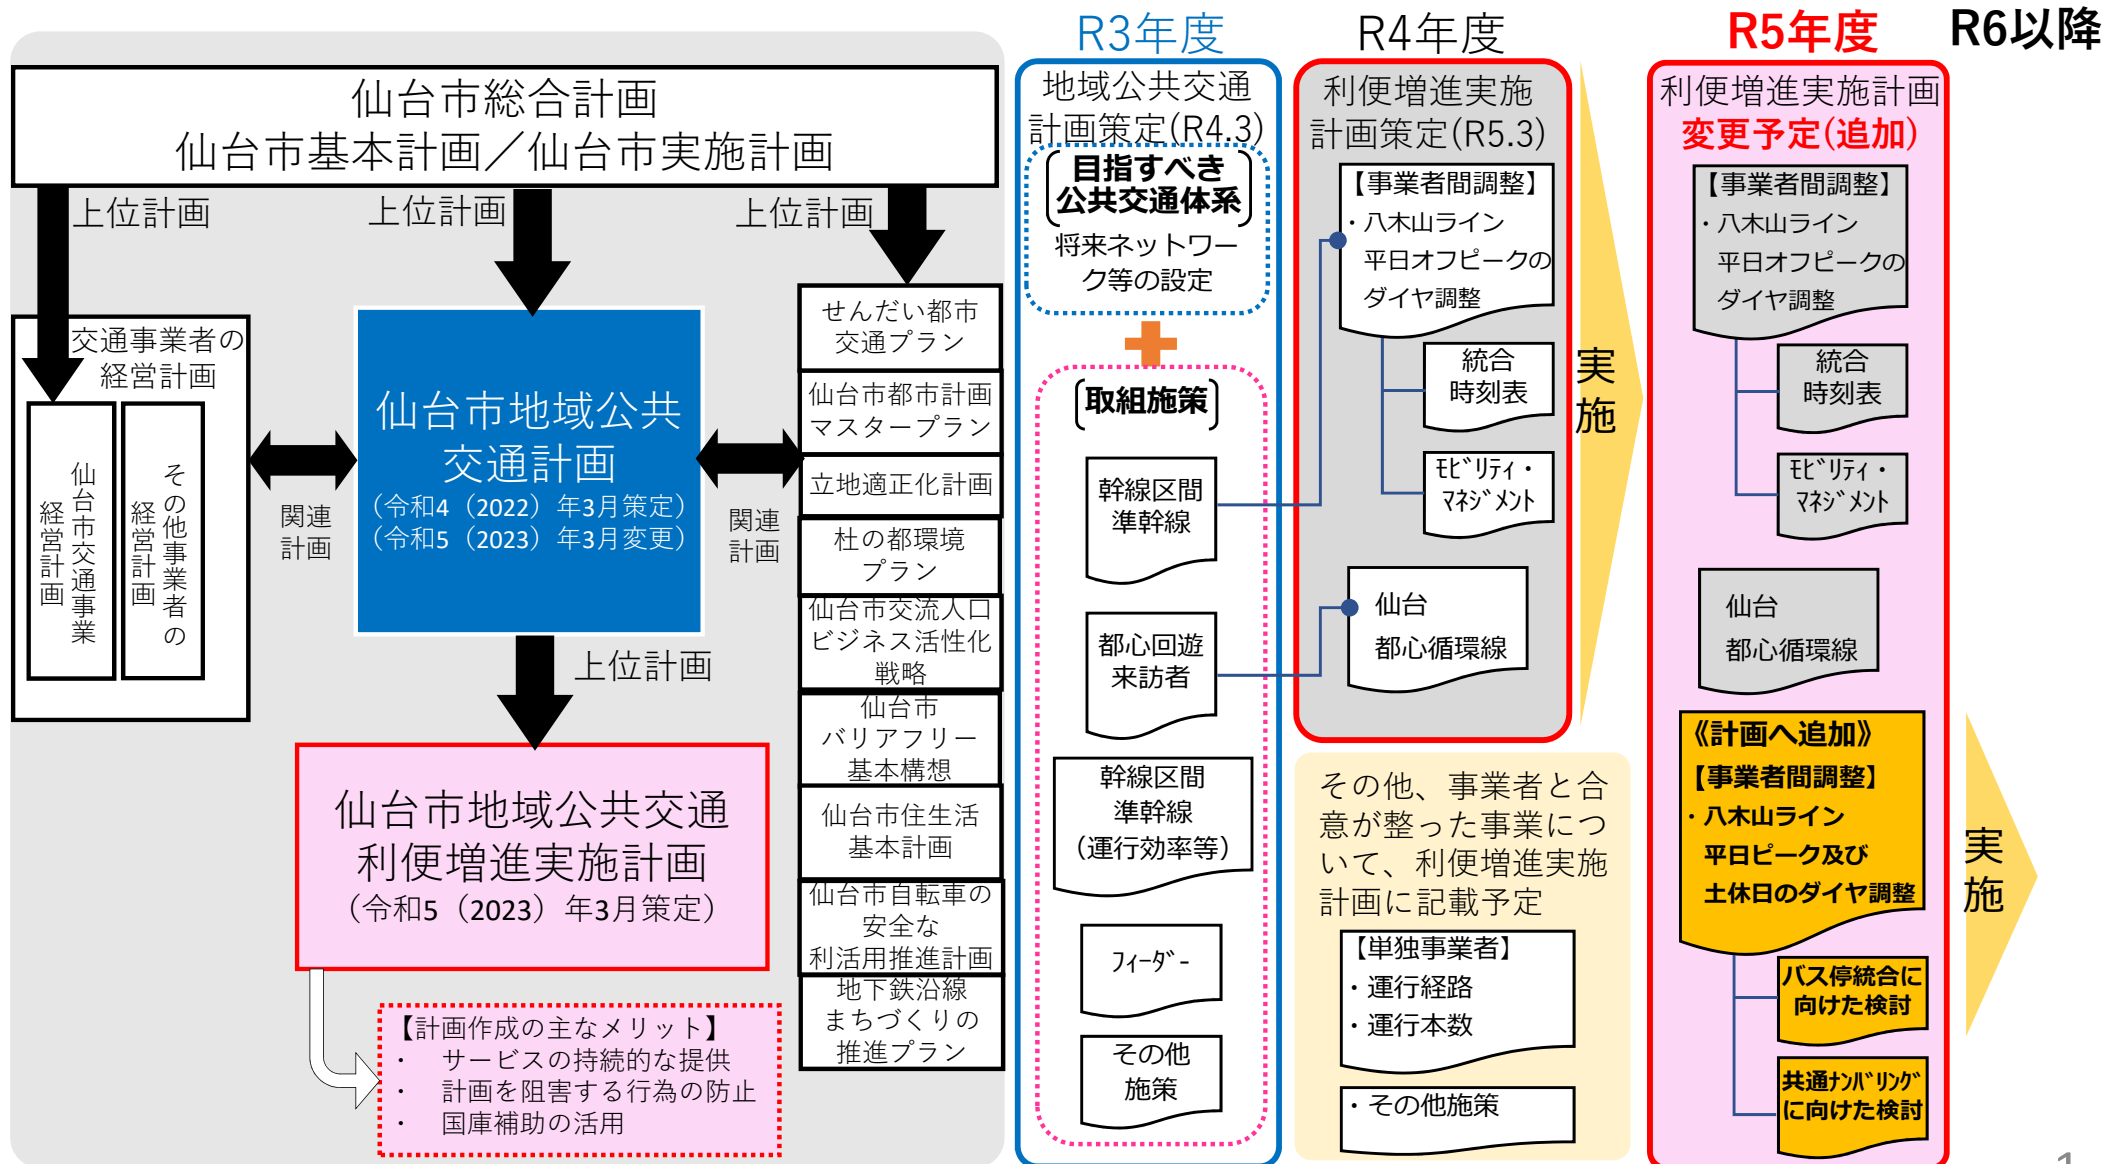 仙台市総合計画
仙台市基本計画／仙台市実施計画
上位計画
上位計画
上位計画
交通事業者の
経営計画
仙台市交通事業
経営計画
その他事業者の
経営計画
関連
計画
仙台市地域公共
交通計画
（令和4（2022）年3月策定）
（令和5（2023）年3月変更）
関連
計画
せんだい都市
交通プラン
仙台市都市計画
マスタープラン
立地適正化計画
杜の都環境
プラン
仙台市交流人口
ビジネス活性化
戦略
仙台市
バリアフリー
基本構想
仙台市住生活
基本計画
仙台市自転車の
安全な
利活用推進計画
地下鉄沿線
まちづくりの
推進プラン
上位計画
仙台市地域公共交通
利便増進実施計画
（令和5（2023）年3月策定）
【計画作成の主なメリット】
・ サービスの持続的な提供
・ 計画を阻害する行為の防止
・ 国庫補助の活用
R3年度
地域公共交通
計画策定(R4.3)
目指すべき
公共交通体系
将来ネットワー
ク等の設定
取組施策
幹線区間
準幹線
都心回遊
来訪者
幹線区間
準幹線
（運行効率等）
ﾌｨｰﾀﾞｰ
その他
施策
R4年度
利便増進実施
計画策定(R5.3)
【事業者間調整】
・八木山ライン
平日オフピークの
ダイヤ調整
統合
時刻表
ﾓﾋﾞﾘﾃｨ・
ﾏﾈｼﾞﾒﾝﾄ
仙台
都心循環線
その他、事業者と合
意が整った事業につ
いて、利便増進実施
計画に記載予定
【単独事業者】
・運行経路
・運行本数
・その他施策
実施
R5年度
利便増進実施計画
変更予定(追加)
【事業者間調整】
・八木山ライン
平日オフピークの
ダイヤ調整
統合
時刻表
ﾓﾋﾞﾘﾃｨ・
ﾏﾈｼﾞﾒﾝﾄ
仙台
都心循環線
《計画へ追加》
【事業者間調整】
・八木山ライン
平日ピーク及び
土休日のダイヤ調整
バス停統合に
向けた検討
共通ﾅﾝﾊﾞﾘﾝｸﾞ
に向けた検討
R6以降
実施
1